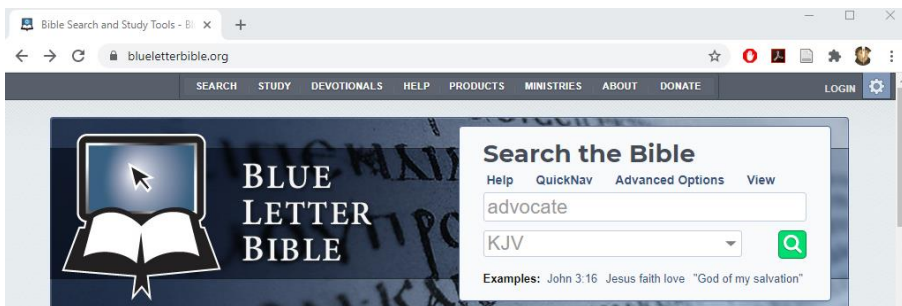 Bible Search and Study Tools - Bl
blueletterbible.org
SEARCH STUDY DEVOTIONALS HELP PRODUCTS MINISTRIES ABOUT DONATE LOGIN
BLUE
LETTER
BIBLE
Search the Bible
Help QuickNav Advanced Options View
advocate
KJV
Examples: John 3:16 Jesus faith love "God of my salvation"